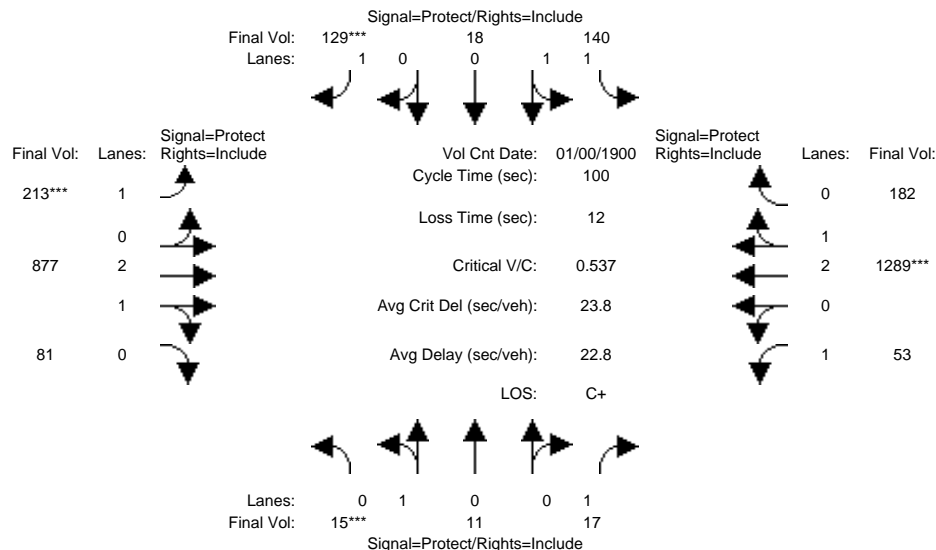 Signal=Protect/Rights=Include
Final Vol: 129*** 18 140
Lanes: 1 0 0 1 1
Signal=Protect
Final Vol: Lanes: Rights=Include
Vol Cnt Date: 01/00/1900
Signal=Protect
Rights=Include Lanes: Final Vol:
Cycle Time (sec): 100
213*** 1
0 182
Loss Time (sec): 12
0
1
877 2 Critical V/C: 0.537 2 1289***
1 Avg Crit Del (sec/veh): 23.8 0
81 0 Avg Delay (sec/veh): 22.8 1 53
LOS: C+
Lanes: 0 1 0 0 1
Final Vol: 15*** 11 17
Signal=Protect/Rights=Include